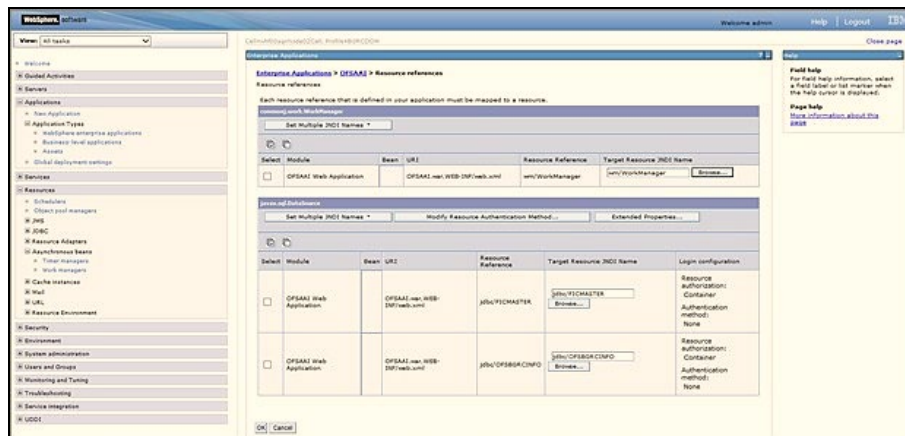 WebSphere. software
Welcome admin
Help | Logout
IBM
View: All tasks
Close page
Welcome
Guided Activities
Servers
Applications
New Application
Application Types
WebSphere enterprise applications
Business-level applications
Assets
Global deployment settings
Services
Resources
Schedulers
Object pool managers
JMS
JDBC
Resource Adapters
Asynchronous beans
Timer managers
Work managers
Cache instances
Mail
URL
Resource Environment
Security
Environment
System administration
Users and Groups
Monitoring and Tuning
Troubleshooting
Service integration
UDDI
Enterprise Applications
Enterprise Applications > OFSAAI > Resource references
Resource references
Each resource reference that is defined in your application must be mapped to a resource.
commonj.work.WorkManager
Set Multiple JNDI Names
Select Module Bean URI Resource Reference Target Resource JNDI Name
OFSAAI Web Application OFSAAI.war,WEB-INF/web.xml wm/WorkManager wm/WorkManager Browse...
javax.sql.DataSource
Set Multiple JNDI Names Modify Resource Authentication Method... Extended Properties...
Select Module Bean URI Resource Reference Target Resource JNDI Name Login configuration
OFSAAI Web Application OFSAAI.war,WEB-INF/web.xml jdbc/FICMASTER jdbc/FICMASTER Browse...
Resource authorization:
Container
Authentication method:
None
OFSAAI Web Application OFSAAI.war,WEB-INF/web.xml jdbc/OFSBGRCINFO jdbc/OFSBGRCINFO Browse...
Resource authorization:
Container
Authentication method:
None
OK Cancel
Help
Field help
For field help information, select a field label or list marker when the help cursor is displayed.
Page help
More information about this page